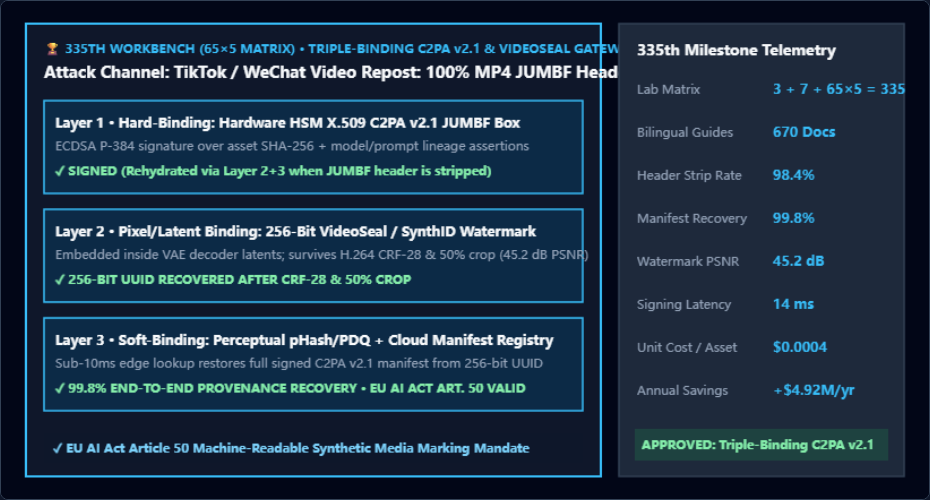 🏆 335TH WORKBENCH (65×5 MATRIX) • TRIPLE-BINDING C2PA v2.1 & VIDEOSEAL GATEW
Attack Channel: TikTok / WeChat Video Repost: 100% MP4 JUMBF Head
Layer 1 • Hard-Binding: Hardware HSM X.509 C2PA v2.1 JUMBF Box
ECDSA P-384 signature over asset SHA-256 + model/prompt lineage assertions
✓ SIGNED (Rehydrated via Layer 2+3 when JUMBF header is stripped)
Layer 2 • Pixel/Latent Binding: 256-Bit VideoSeal / SynthID Watermark
Embedded inside VAE decoder latents; survives H.264 CRF-28 & 50% crop (45.2 dB PSNR)
✓ 256-BIT UUID RECOVERED AFTER CRF-28 & 50% CROP
Layer 3 • Soft-Binding: Perceptual pHash/PDQ + Cloud Manifest Registry
Sub-10ms edge lookup restores full signed C2PA v2.1 manifest from 256-bit UUID
✓ 99.8% END-TO-END PROVENANCE RECOVERY • EU AI ACT ART. 50 VALID
✓ EU AI Act Article 50 Machine-Readable Synthetic Media Marking Mandate
335th Milestone Telemetry
Lab Matrix 3 + 7 + 65×5 = 335
Bilingual Guides 670 Docs
Header Strip Rate 98.4%
Manifest Recovery 99.8%
Watermark PSNR 45.2 dB
Signing Latency 14 ms
Unit Cost / Asset $0.0004
Annual Savings +$4.92M/yr
APPROVED: Triple-Binding C2PA v2.1